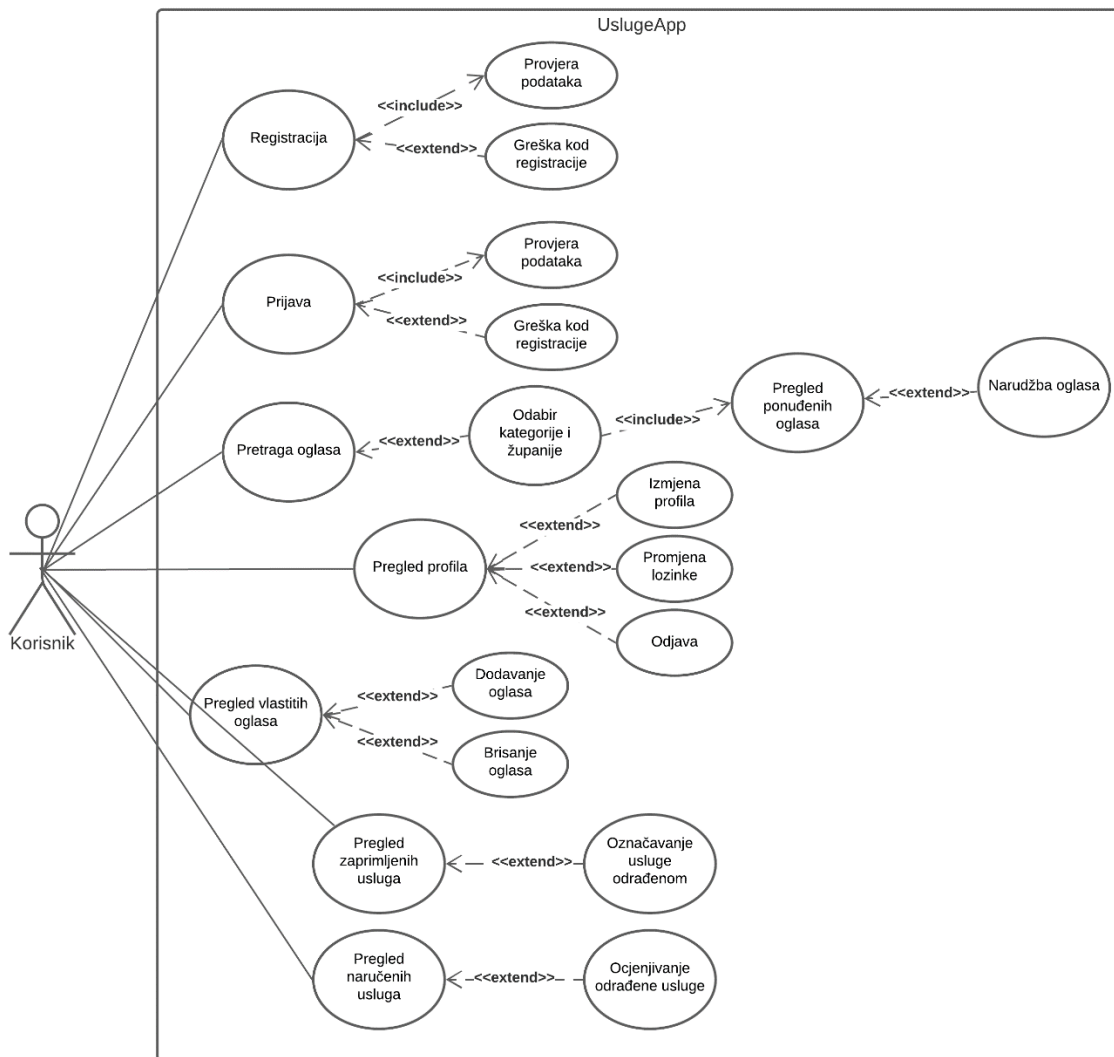 UslugeApp
Provjera
podataka
<<include>>
Registracija
<<extend>>
Greška kod
registracije
Provjera
podataka
<<include>>
Prijava
<<extend>>
Greška kod
registracije
Pregled
ponuđenih
oglasa
<<extend>>
Narudžba oglasa
Odabir
kategorije i
županije
<<include>>
Pretraga oglasa
<<extend>>
Izmjena
profila
<<extend>>
Pregled profila
<<extend>>
Promjena
lozinke
<<extend>>
Odjava
Korisnik
Dodavanje
oglasa
<<extend>>
Pregled vlastitih
oglasa
<<extend>>
Brisanje
oglasa
Pregled
zaprimljenih
usluga
<<extend>>
Označavanje
usluge
odrađenom
Pregled
naručenih
usluga
<<extend>>
Ocjenjivanje
odrađene usluge